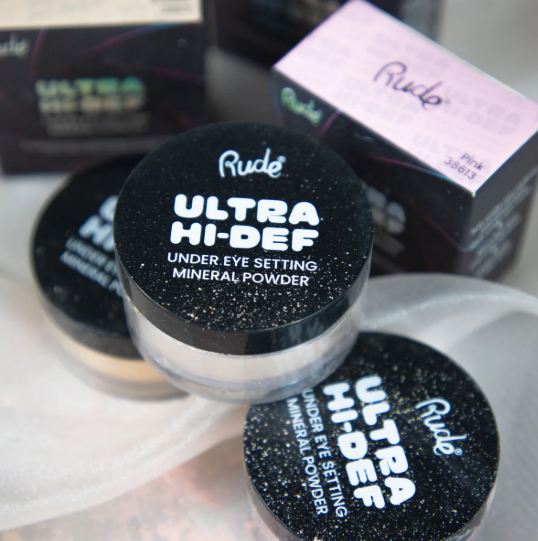 Rude
ULTRA
HI-DEF
Rude
Rude
Pink
38613
Rude
ULTRA
HI-DEF
UNDER EYE SETTING
MINERAL POWDER
UNDER EYE
MINERAL
Rude
ULTRA
HI-DEF
UNDER EYE SETTING
MINERAL POWDER